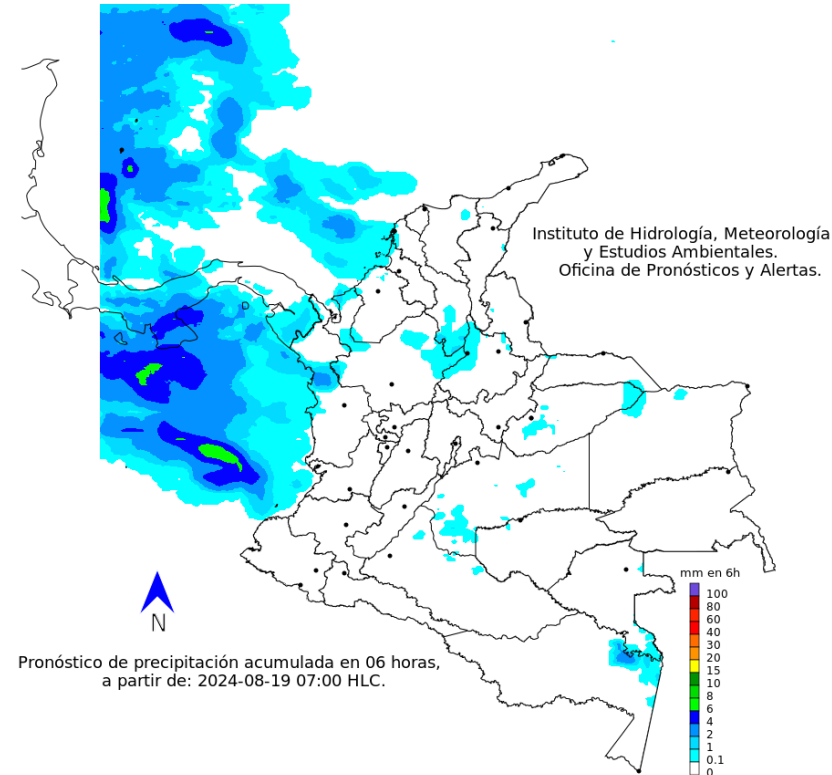 Instituto de Hidrología, Meteorología
y Estudios Ambientales.
Oficina de Pronósticos y Alertas.
N
Pronóstico de precipitación acumulada en 06 horas,
a partir de: 2024-08-19 07:00 HLC.
mm en 6h
100
80
60
40
30
20
15
10
8
6
4
2
1
0.1
0